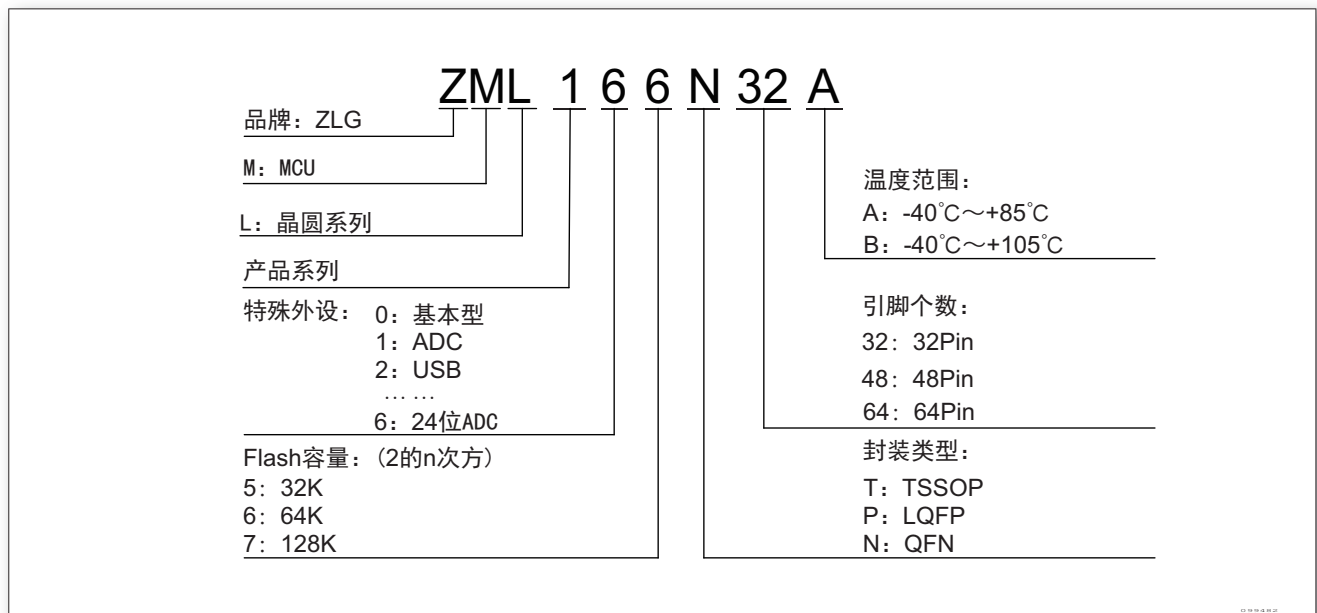 ZML 1 6 6 N 32 A
品牌：ZLG
M：MCU
L：晶圆系列
产品系列
特殊外设：
0：基本型
1：ADC
2：USB
... ...
6：24位ADC
Flash容量：(2的n次方)
5：32K
6：64K
7：128K
温度范围：
A：-40℃～+85℃
B：-40℃～+105℃
引脚个数：
32：32Pin
48：48Pin
64：64Pin
封装类型：
T：TSSOP
P：LQFP
N：QFN